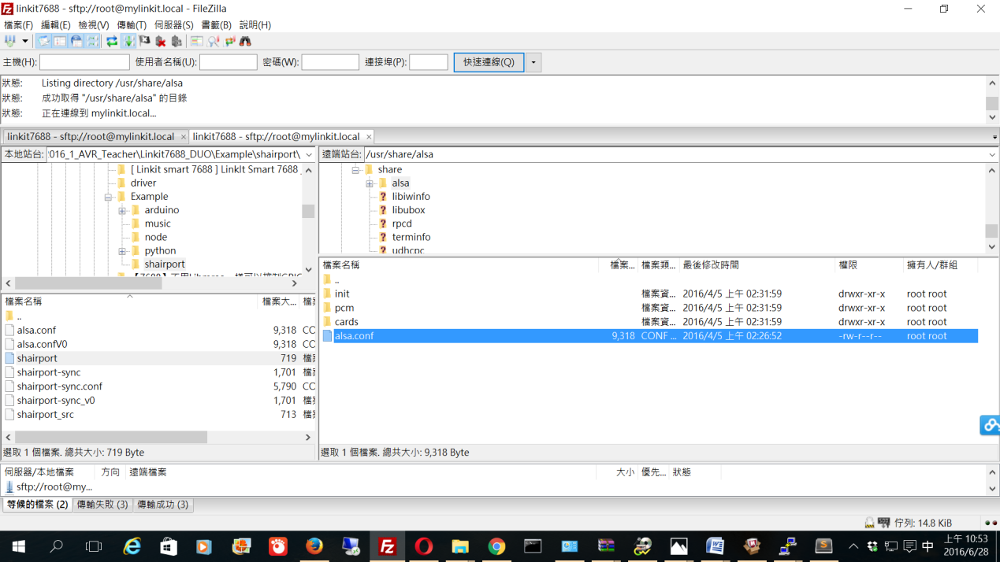 linkit7688 - sftp://root@mylinkit.local - FileZilla
檔案(F) 編輯(E) 檢視(V) 傳輸(T) 伺服器(S) 書籤(B) 說明(H)
主機(H): 使用者名稱(U): 密碼(W): 連接埠(P): 快速連線(Q)
狀態: Listing directory /usr/share/alsa
狀態: 成功取得 "/usr/share/alsa" 的目錄
狀態: 正在連線到 mylinkit.local...
linkit7688 - sftp://root@mylinkit.local × linkit7688 - sftp://root@mylinkit.local ×
本地站台: 2016_1_AVR_Teacher\Linkit7688_DUO\Example\shairport\
[ Linkit smart 7688 ] LinkIt Smart 7688
driver
Example
arduino
music
node
python
shairport
檔案名稱 檔案大... 檔
..
alsa.conf 9,318 CO
alsa.confV0 9,318 CO
shairport 719 檔
shairport-sync 1,701 檔
shairport-sync.conf 5,790 CO
shairport-sync_v0 1,701 檔
shairport_src 713 檔
選取 1 個檔案. 總共大小: 719 Byte
遠端站台: /usr/share/alsa
share
alsa
libiwinfo
libubox
rpcd
terminfo
udhcpc
檔案名稱 檔案... 檔案類... 最後修改時間 權限 擁有人/群組
..
init 檔案資... 2016/4/5 上午 02:31:59 drwxr-xr-x root root
pcm 檔案資... 2016/4/5 上午 02:31:59 drwxr-xr-x root root
cards 檔案資... 2016/4/5 上午 02:31:59 drwxr-xr-x root root
alsa.conf 9,318 CONF ... 2016/4/5 上午 02:26:52 -rw-r--r-- root root
選取 1 個檔案. 總共大小: 9,318 Byte
伺服器/本地檔案 方向 遠端檔案 大小 優先... 狀態
sftp://root@my...
等候的檔案 (2) 傳輸失敗 (3) 傳輸成功 (3)
佇列: 14.8 KiB
中
上午 10:53
2016/6/28